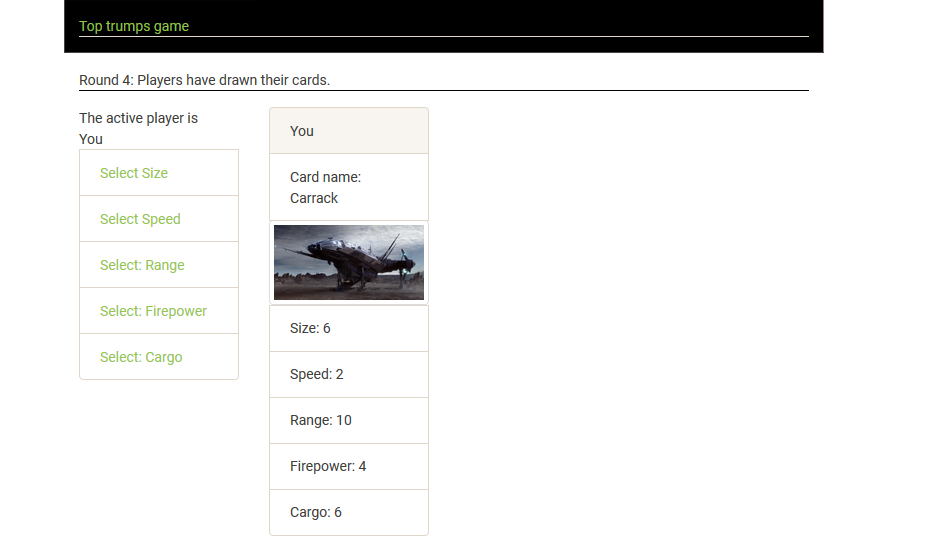 Top trumps game
Round 4: Players have drawn their cards.
The active player is
You
Select Size
Select Speed
Select: Range
Select: Firepower
Select: Cargo
You
Card name:
Carrack
Size: 6
Speed: 2
Range: 10
Firepower: 4
Cargo: 6